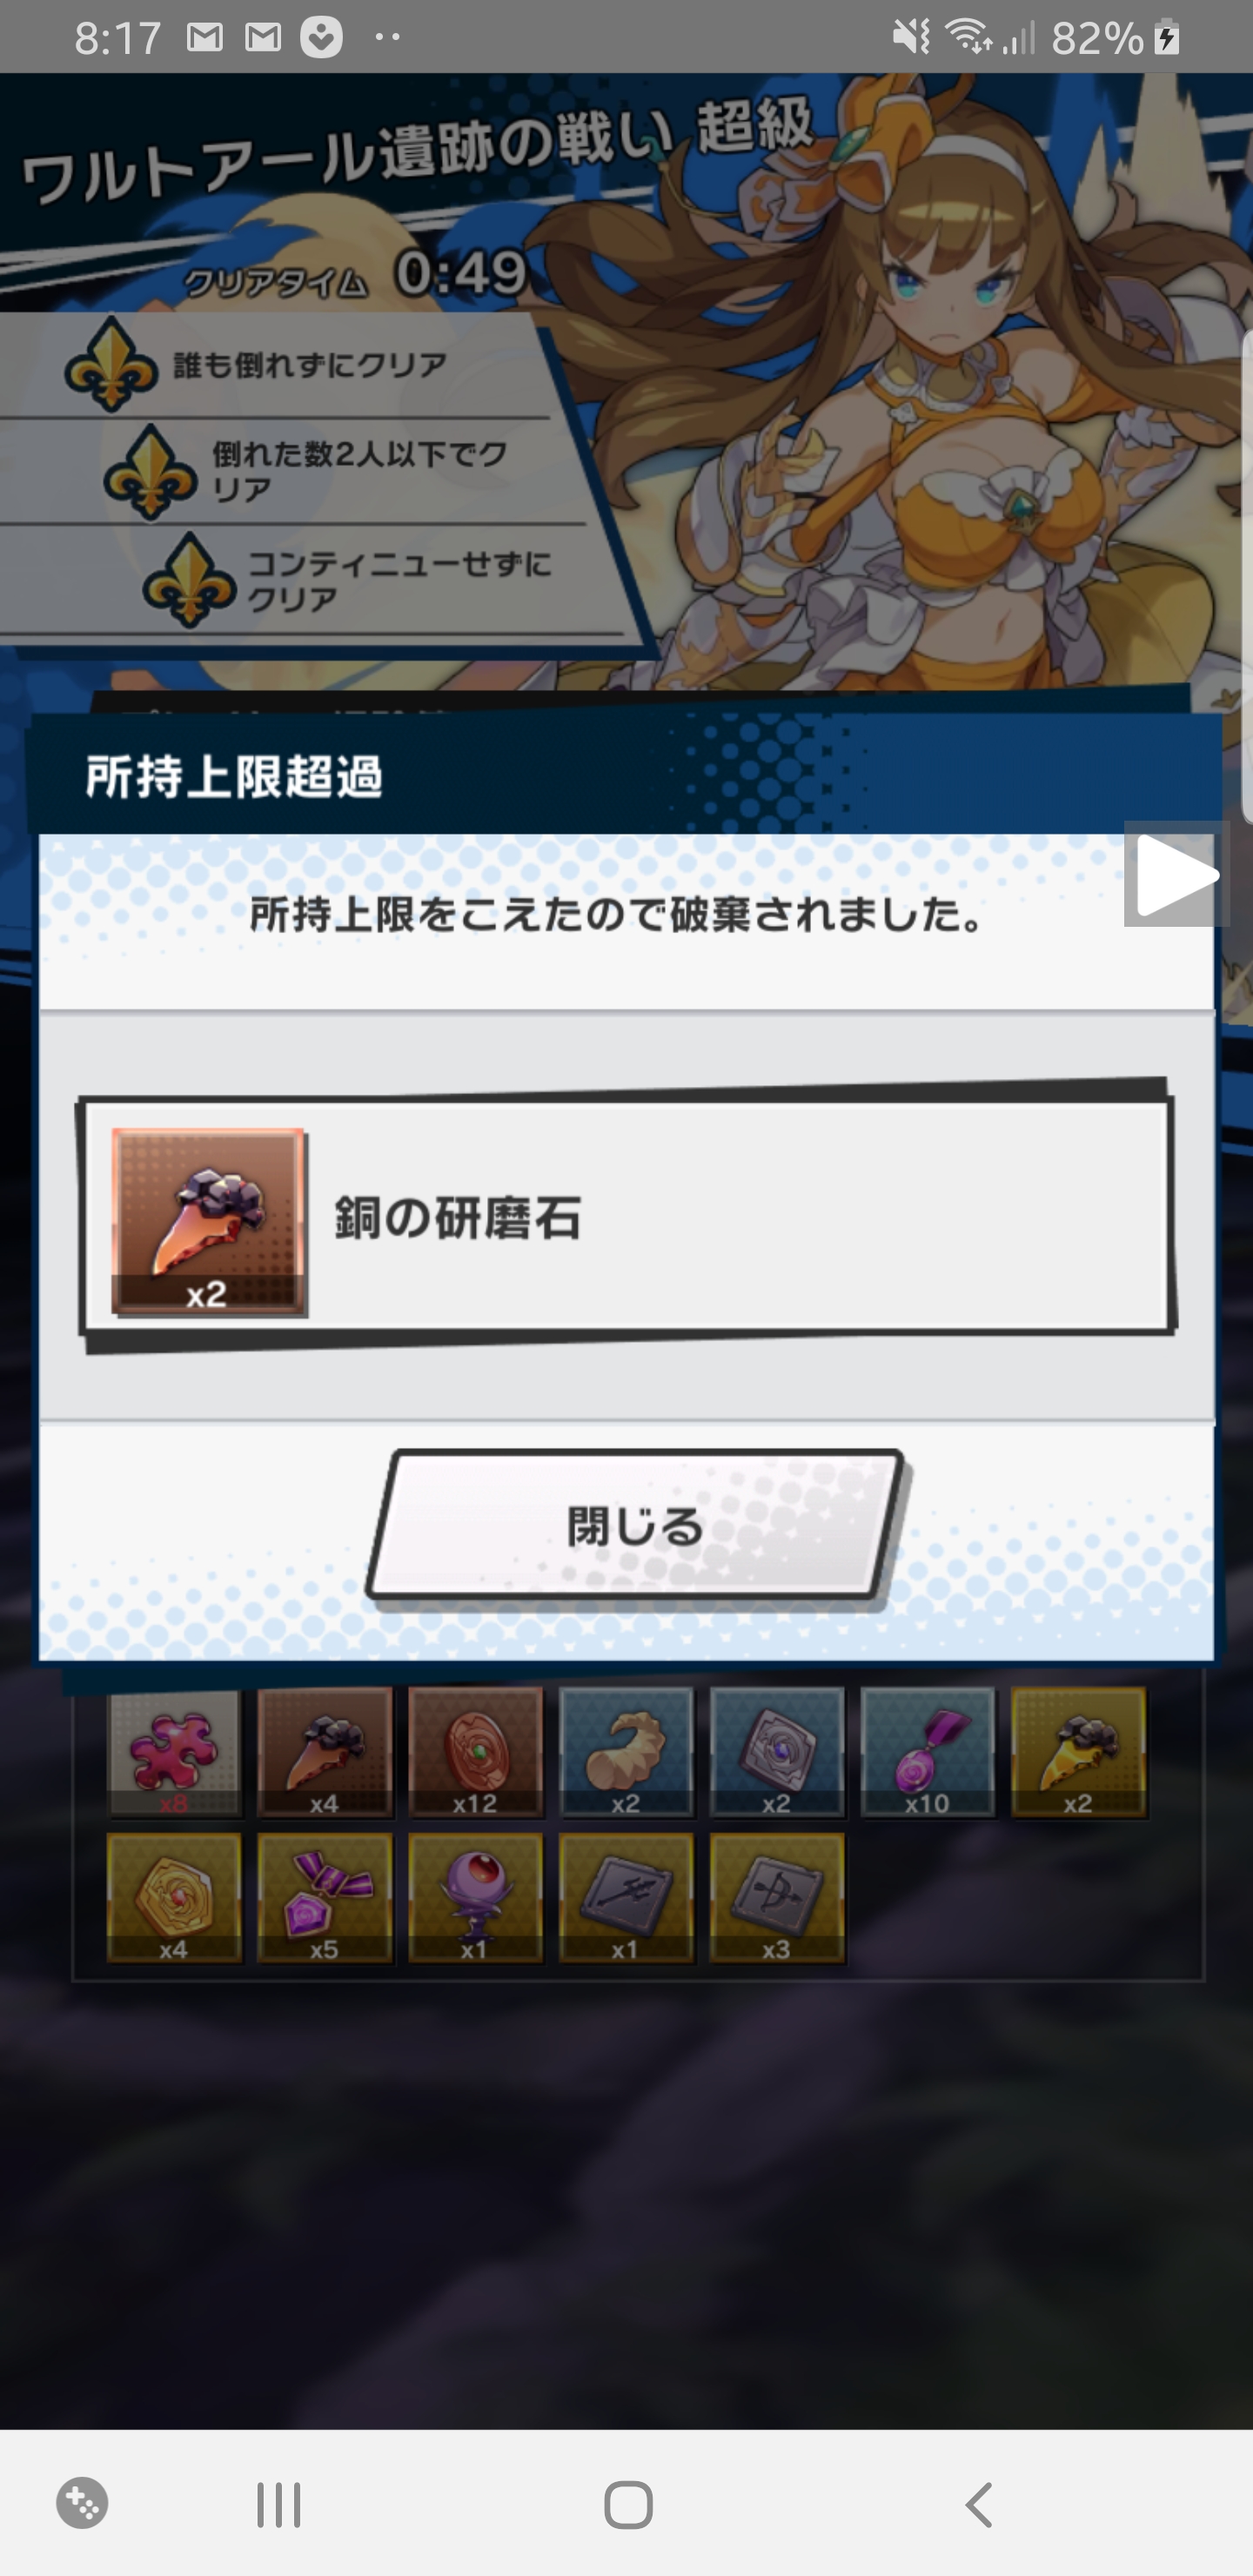 8:17
82%
ワルトアール遺跡の戦い 超級
クリアタイム 0:49
誰も倒れずにクリア
倒れた数2人以下でク
リア
コンティニューせずに
クリア
所持上限超過
所持上限をこえたので破棄されました。
銅の研磨石
x2
閉じる
x8 x4 x12 x2 x2 x10 x2
x4 x5 x1 x1 x3